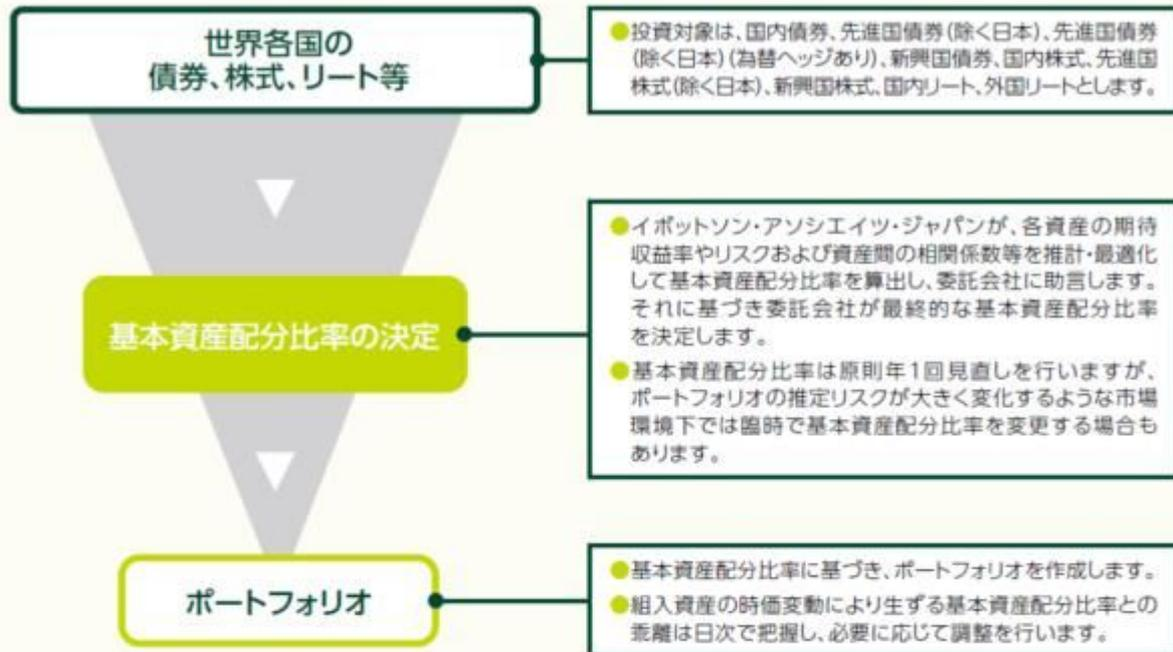 世界各国の
債券、株式、リート等
●投資対象は、国内債券、先進国債券(除く日本)、先進国債券
(除く日本)(為替ヘッジあり)、新興国債券、国内株式、先進国
株式(除く日本)、新興国株式、国内リート、外国リートとします。
基本資産配分比率の決定
●イボットソン・アソシエイツ・ジャパンが、各資産の期待
収益率やリスクおよび資産間の相関係数等を推計・最適化
して基本資産配分比率を算出し、委託会社に助言します。
それに基づき委託会社が最終的な基本資産配分比率
を決定します。
●基本資産配分比率は原則年1回見直しを行いますが、
ポートフォリオの推定リスクが大きく変化するような市場
環境下では臨時で基本資産配分比率を変更する場合も
あります。
ポートフォリオ
●基本資産配分比率に基づき、ポートフォリオを作成します。
●組入資産の時価変動により生ずる基本資産配分比率との
乖離は日次で把握し、必要に応じて調整を行います。